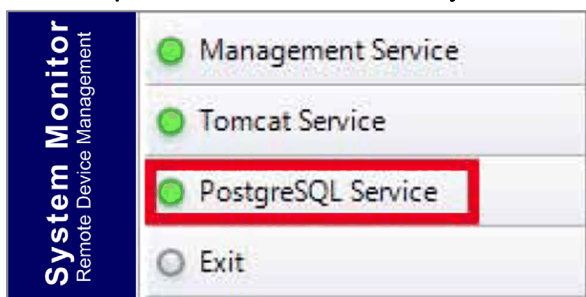 System Monitor
Remote Device Management
Management Service
Tomcat Service
PostgreSQL Service
Exit